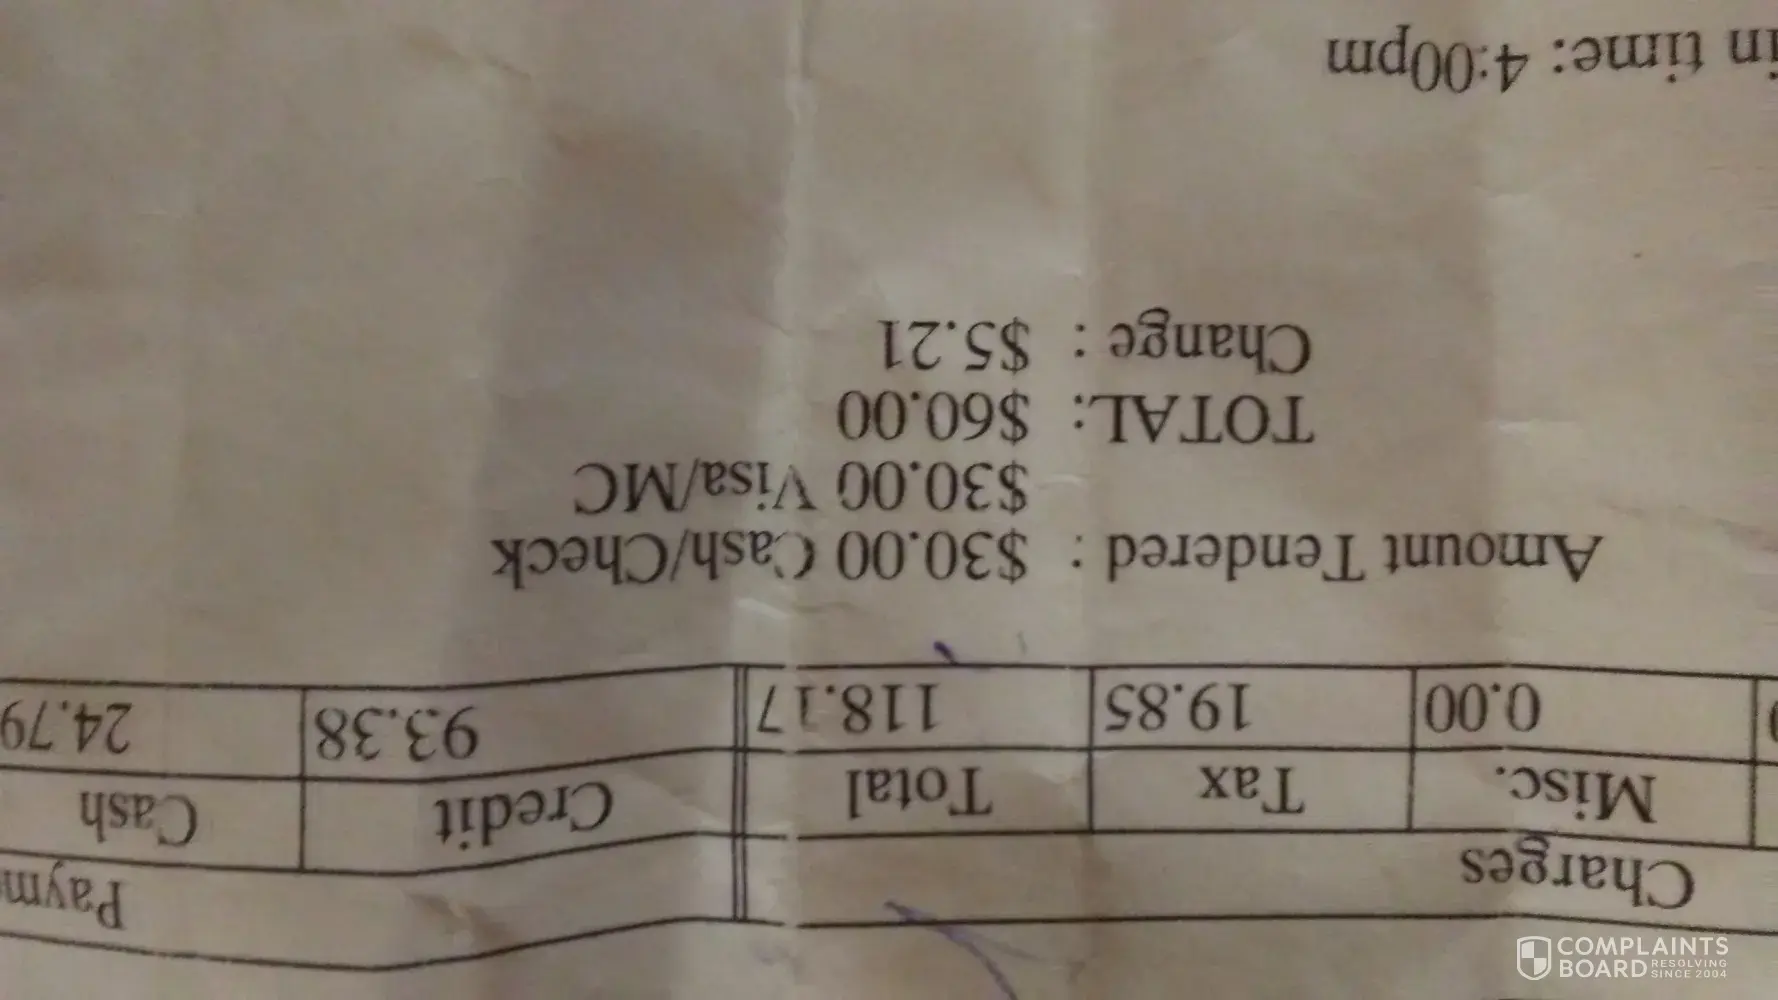 Charges Paym
Misc. Tax Total Credit Cash
0.00 19.85 118.17 93.38 24.79
Amount Tendered : $30.00 Cash/Check
$30.00 Visa/MC
TOTAL: $60.00
Change : $5.21
in time: 4:00pm
COMPLAINTS
BOARD RESOLVING
SINCE 2004